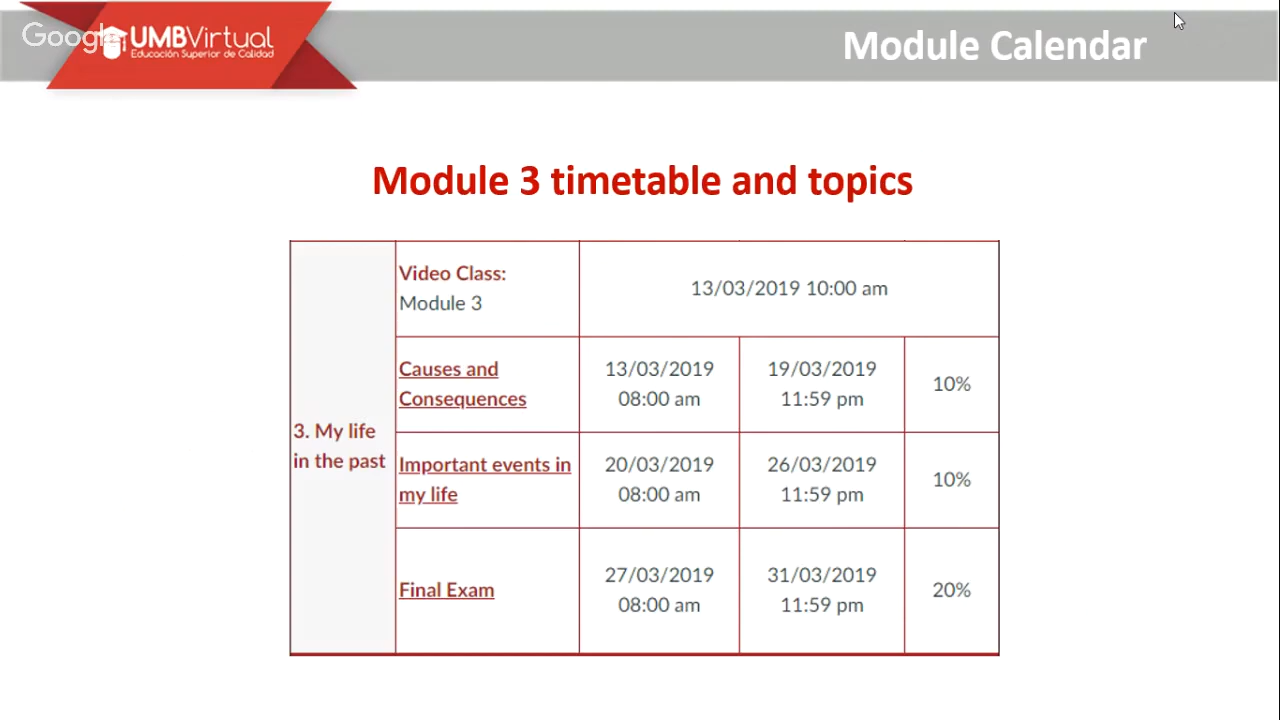 Google
UMBVirtual
Educación Superior de Calidad
Module Calendar
Module 3 timetable and topics
3. My life
in the past
Video Class:
Module 3
13/03/2019 10:00 am
Causes and
Consequences
13/03/2019
08:00 am
19/03/2019
11:59 pm
10%
Important events in
my life
20/03/2019
08:00 am
26/03/2019
11:59 pm
10%
Final Exam
27/03/2019
08:00 am
31/03/2019
11:59 pm
20%